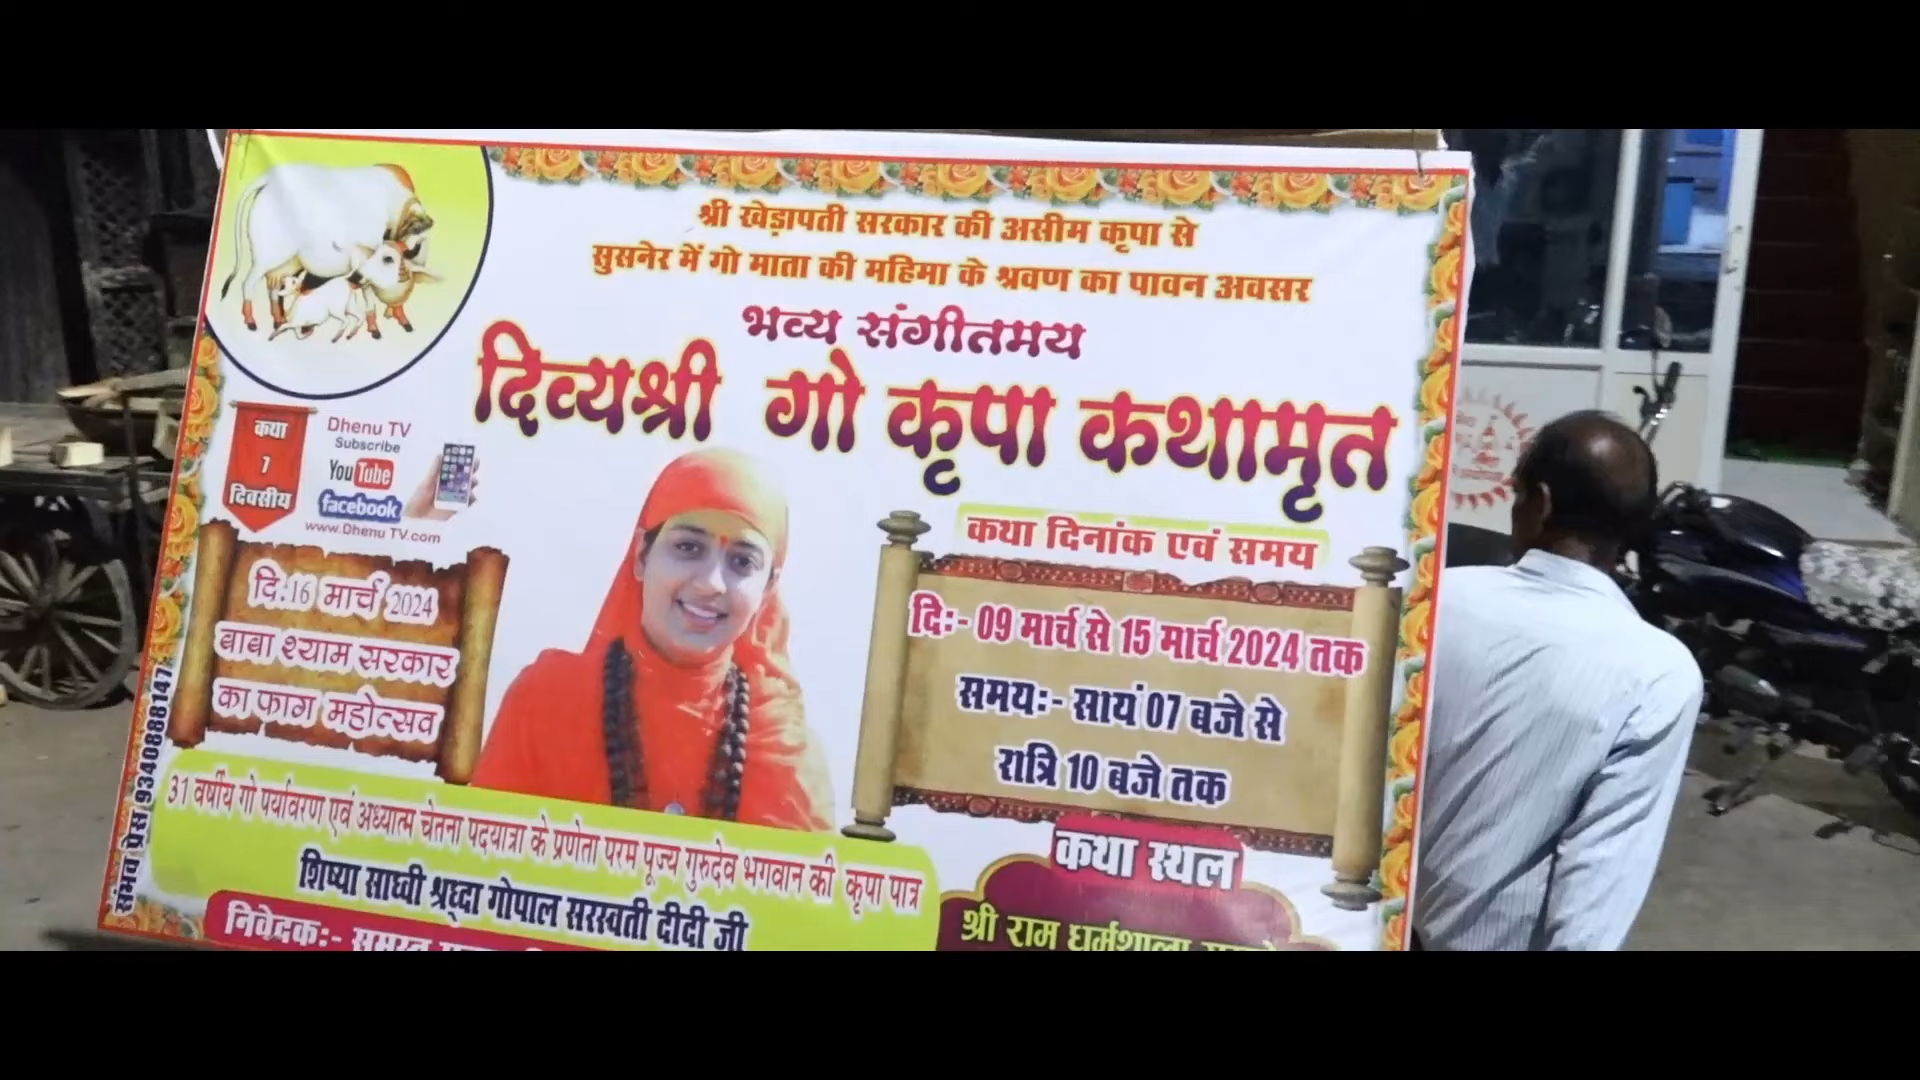 श्री खेड़ापती सरकार की असीम कृपा से
सुसनेर में गो माता की महिमा के श्रवण का पावन अवसर
भव्य संगीतमय
दिव्यश्री गो कृपा कथामृत
कथा
7
दिवसीय
Dhenu TV
Subscribe
YouTube
facebook
www.Dhenu TV.com
दि:16 मार्च 2024
बाबा श्याम सरकार
का फाग महोत्सव
कथा दिनांक एवं समय
दि:- 09 मार्च से 15 मार्च 2024 तक
समय:- सायं 07 बजे से
रात्रि 10 बजे तक
कथा स्थल
श्री राम धर्मशाला
31 वर्षीय गो पर्यावरण एवं अध्यात्म चेतना पदयात्रा के प्रणेता परम पूज्य गुरुदेव भगवान की कृपा पात्र
शिष्या साध्वी श्रध्दा गोपाल सरस्वती दीदी जी
निवेदक:- समस्त
संभव प्रेस 9340888147